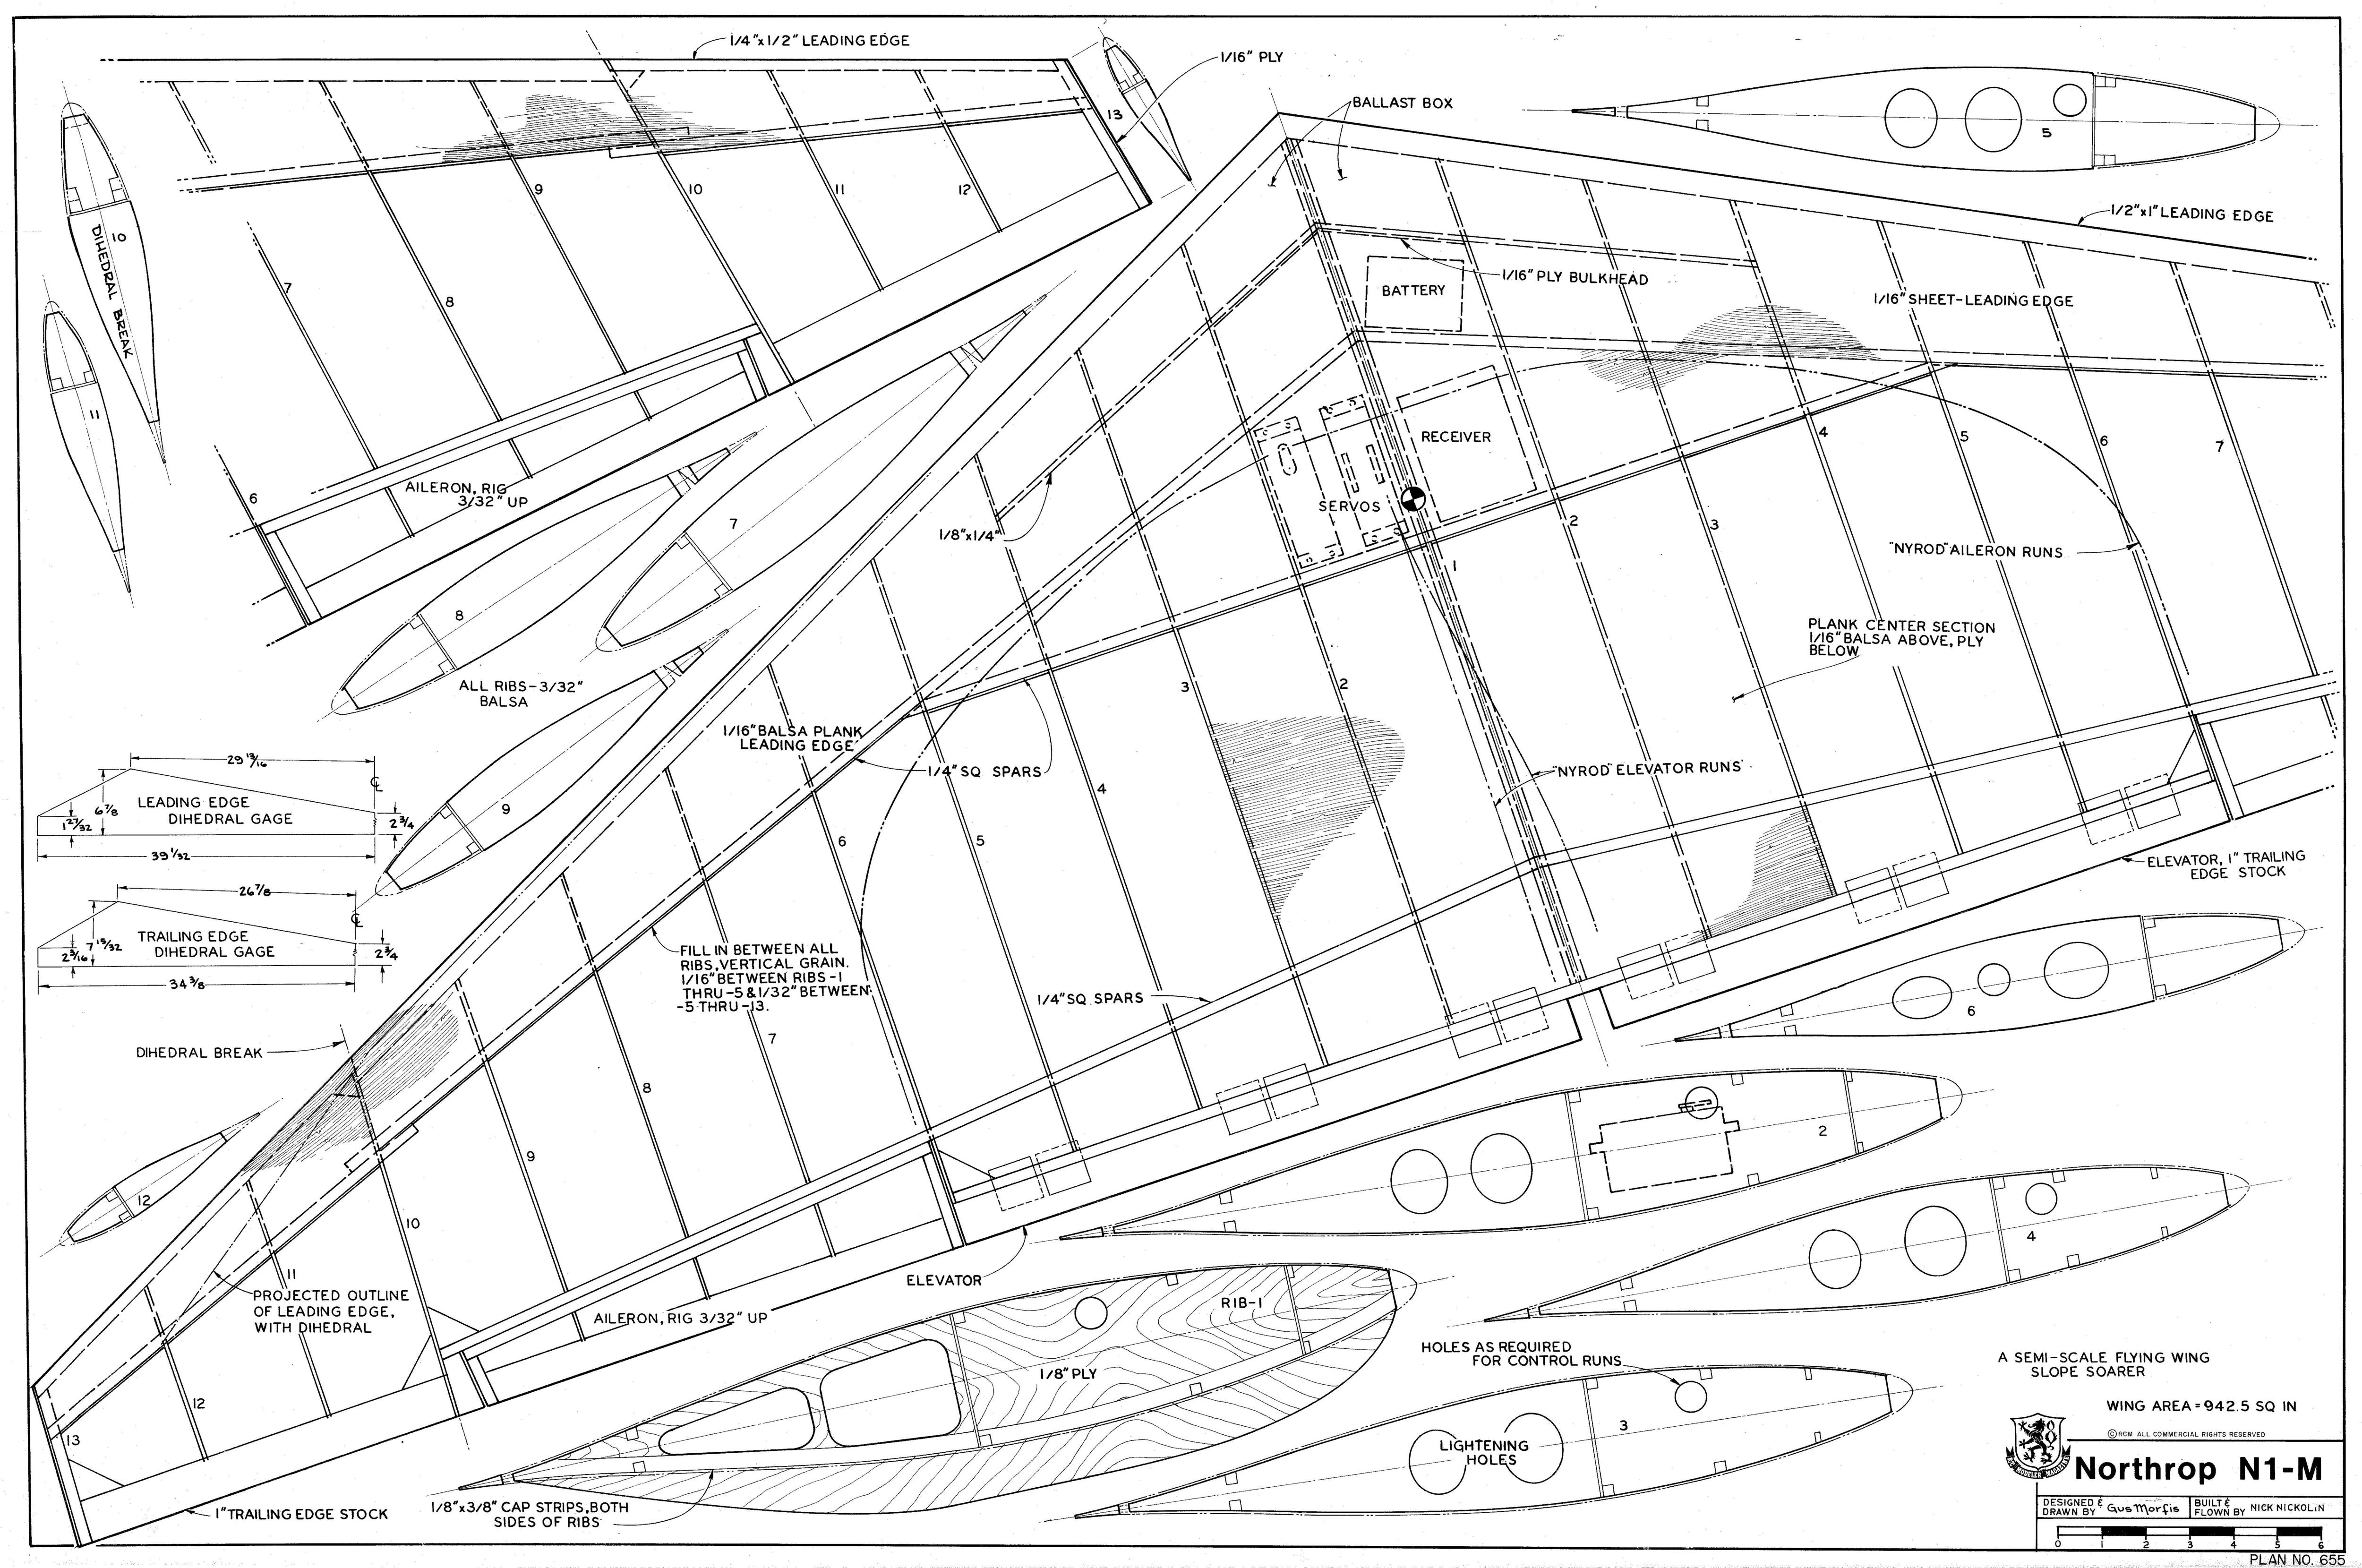 1/4"x1/2" LEADING EDGE
1/16" PLY
13
BALLAST BOX
5
10
DIHEDRAL BREAK
11
7
8
9
10
11
12
6
AILERON, RIG
3/32" UP
1/2"x1" LEADING EDGE
1/16" PLY BULKHEAD
BATTERY
1/16" SHEET-LEADING EDGE
RECEIVER
SERVOS
1
2
3
4
5
6
7
"NYROD" AILERON RUNS
PLANK CENTER SECTION
1/16" BALSA ABOVE, PLY
BELOW
7
8
9
ALL RIBS-3/32"
BALSA
1/8"x1/4"
1/16" BALSA PLANK
LEADING EDGE
1/4" SQ SPARS
"NYROD" ELEVATOR RUNS
2
3
4
5
6
7
8
9
10
11
12
13
29 13/16
℄
LEADING EDGE
DIHEDRAL GAGE
6 7/8
1 27/32
2 3/4
39 1/32
26 7/8
℄
TRAILING EDGE
DIHEDRAL GAGE
7 15/32
2 3/16
2 3/4
34 3/8
FILL IN BETWEEN ALL
RIBS, VERTICAL GRAIN.
1/16" BETWEEN RIBS -1
THRU -5 & 1/32" BETWEEN
-5 THRU -13.
1/4" SQ. SPARS
ELEVATOR, 1" TRAILING
EDGE STOCK
6
DIHEDRAL BREAK
12
PROJECTED OUTLINE
OF LEADING EDGE,
WITH DIHEDRAL
ELEVATOR
AILERON, RIG 3/32" UP
2
4
RIB-1
1/8" PLY
HOLES AS REQUIRED
FOR CONTROL RUNS
3
LIGHTENING
HOLES
1" TRAILING EDGE STOCK
1/8"x3/8" CAP STRIPS, BOTH
SIDES OF RIBS
A SEMI-SCALE FLYING WING
SLOPE SOARER
WING AREA = 942.5 SQ IN
©RCM ALL COMMERCIAL RIGHTS RESERVED
Northrop N1-M
DESIGNED &
DRAWN BY Gus Morfis
BUILT &
FLOWN BY NICK NICKOLIN
0 1 2 3 4 5 6
PLAN NO. 655